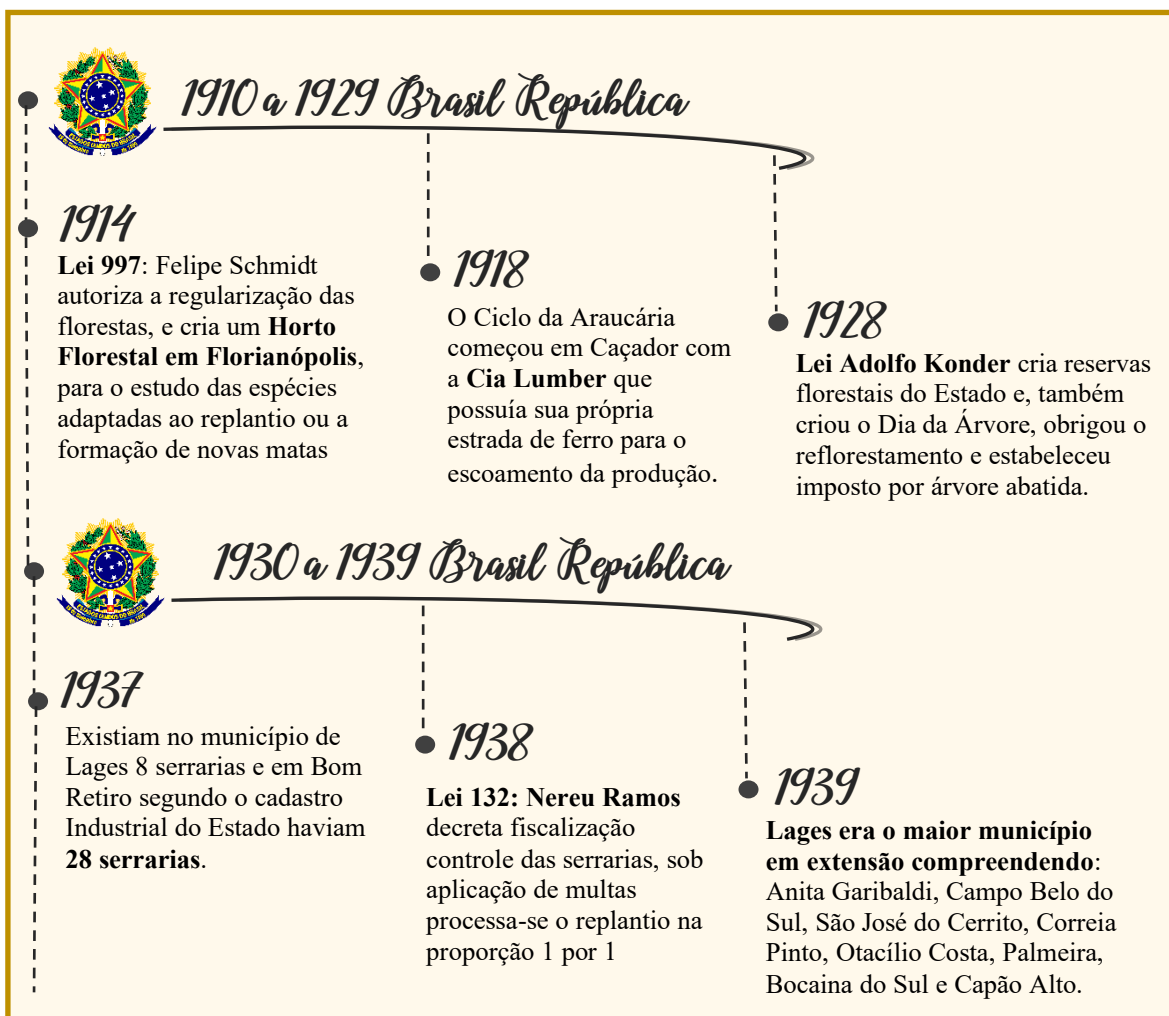 1910 a 1929 Brasil República
1914
Lei 997: Felipe Schmidt
autoriza a regularização das
florestas, e cria um Horto
Florestal em Florianópolis,
para o estudo das espécies
adaptadas ao replantio ou a
formação de novas matas
1918
O Ciclo da Araucária
começou em Caçador com
a Cia Lumber que
possuía sua própria
estrada de ferro para o
escoamento da produção.
1928
Lei Adolfo Konder cria reservas
florestais do Estado e, também
criou o Dia da Árvore, obrigou o
reflorestamento e estabeleceu
imposto por árvore abatida.
1930 a 1939 Brasil República
1937
Existiam no município de
Lages 8 serrarias e em Bom
Retiro segundo o cadastro
Industrial do Estado haviam
28 serrarias.
1938
Lei 132: Nereu Ramos
decreta fiscalização
controle das serrarias, sob
aplicação de multas
processa-se o replantio na
proporção 1 por 1
1939
Lages era o maior município
em extensão compreendendo:
Anita Garibaldi, Campo Belo do
Sul, São José do Cerrito, Correia
Pinto, Otacílio Costa, Palmeira,
Bocaina do Sul e Capão Alto.